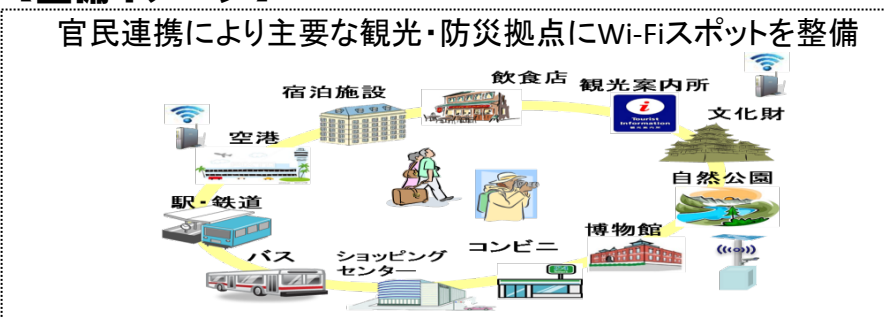 官民連携により主要な観光・防災拠点にWi-Fiスポットを整備
飲食店
宿泊施設
観光案内所
i
Tourist
Information
文化財
空港
自然公園
駅・鉄道
博物館
コンビニ
バス
ショッピング
センター